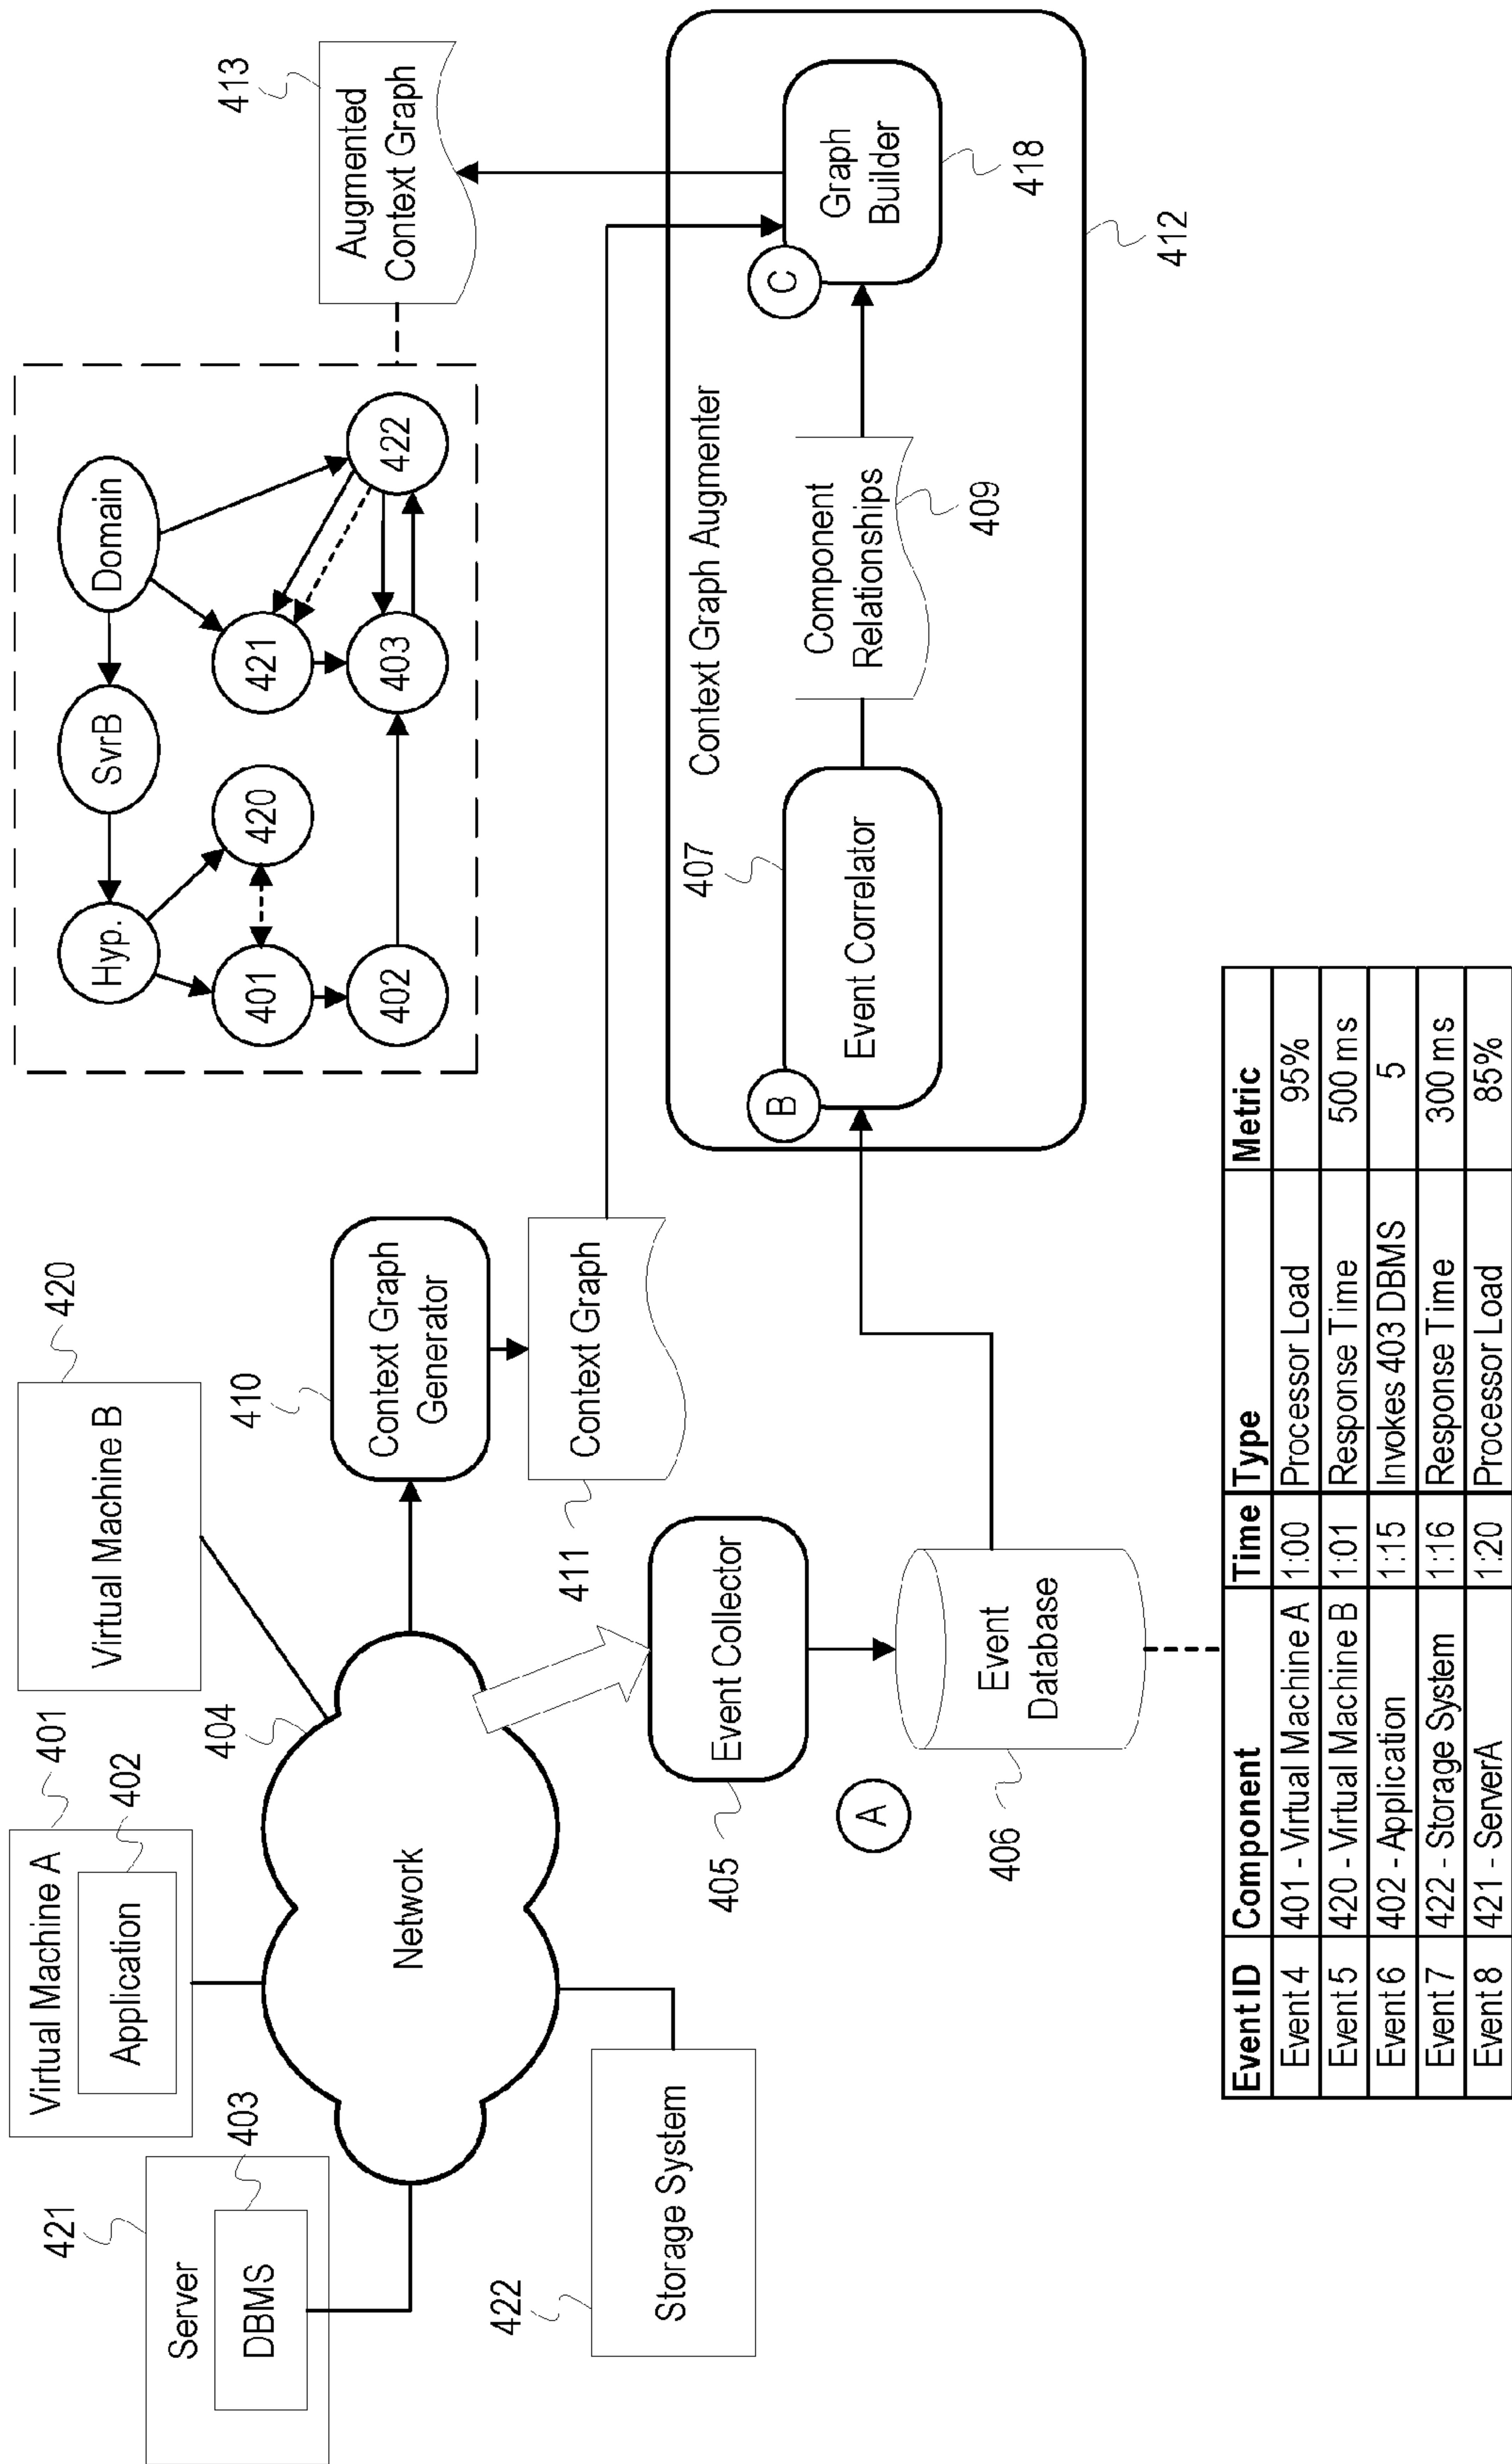 421
Server
DBMS
403
Virtual Machine A
401
Application
402
Virtual Machine B
420
404
Network
422
Storage System
410
Context Graph
Generator
411
Context Graph
405
Event Collector
A
406
Event
Database
Hyp.
SvrB
Domain
401
420
421
402
403
422
413
Augmented
Context Graph
Context Graph Augmenter
B
407
Event Correlator
Component
Relationships
409
C
Graph
Builder
418
412
Event ID Component Time Type Metric
Event 4 401 - Virtual Machine A 1:00 Processor Load 95%
Event 5 420 - Virtual Machine B 1:01 Response Time 500 ms
Event 6 402 - Application 1:15 Invokes 403 DBMS 5
Event 7 422 - Storage System 1:16 Response Time 300 ms
Event 8 421 - ServerA 1:20 Processor Load 85%